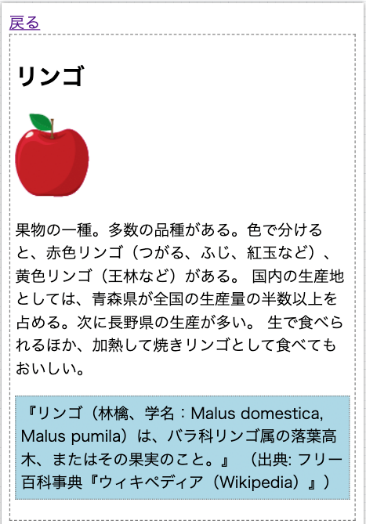 戻る
リンゴ
果物の一種。多数の品種がある。色で分ける
と、赤色リンゴ（つがる、ふじ、紅玉など）、
黄色リンゴ（王林など）がある。 国内の生産地
としては、青森県が全国の生産量の半数以上を
占める。次に長野県の生産が多い。 生で食べら
れるほか、加熱して焼きリンゴとして食べても
おいしい。
『リンゴ（林檎、学名：Malus domestica,
Malus pumila）は、バラ科リンゴ属の落葉高
木、またはその果実のこと。』 （出典: フリー
百科事典『ウィキペディア（Wikipedia）』）